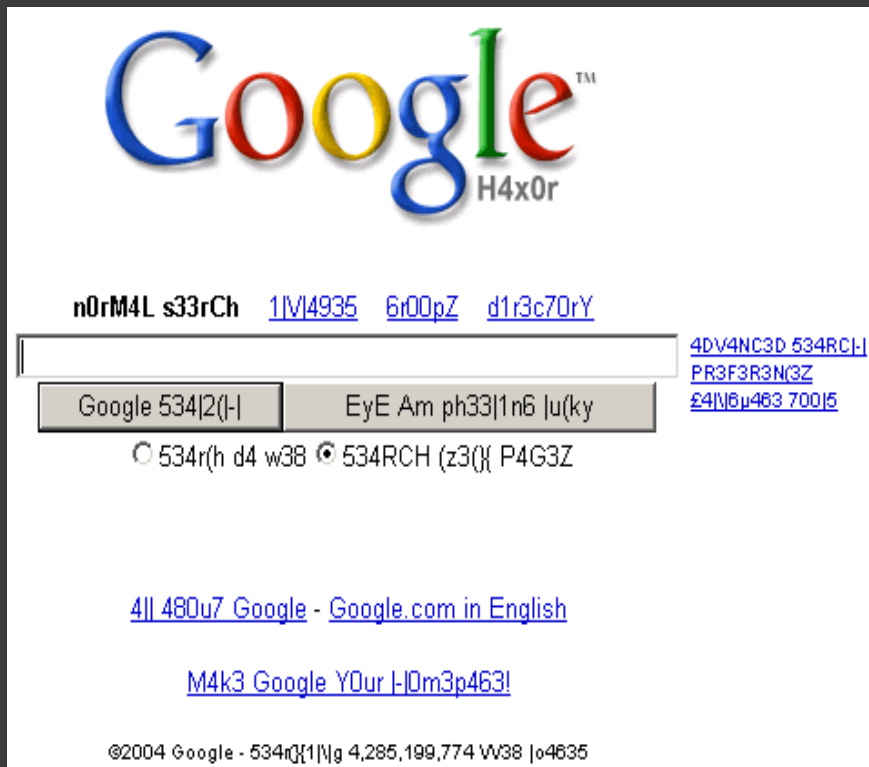 Google™
H4x0r
n0rM4L s33rCh 1|V|4935 6r00pZ d1r3c70rY
4DV4NC3D 534RC|-|
PR3F3R3N(3Z
£4|\|6µ463 700|5
Google 534|2(|-| EyE Am ph33|1n6 |u(ky
534r(h d4 w38 534RCH (z3(){ P4G3Z
4|| 480u7 Google - Google.com in English
M4k3 Google Y0ur |-|0m3p463!
©2004 Google - 534r(){1|\|g 4,285,199,774 VV38 |o4635